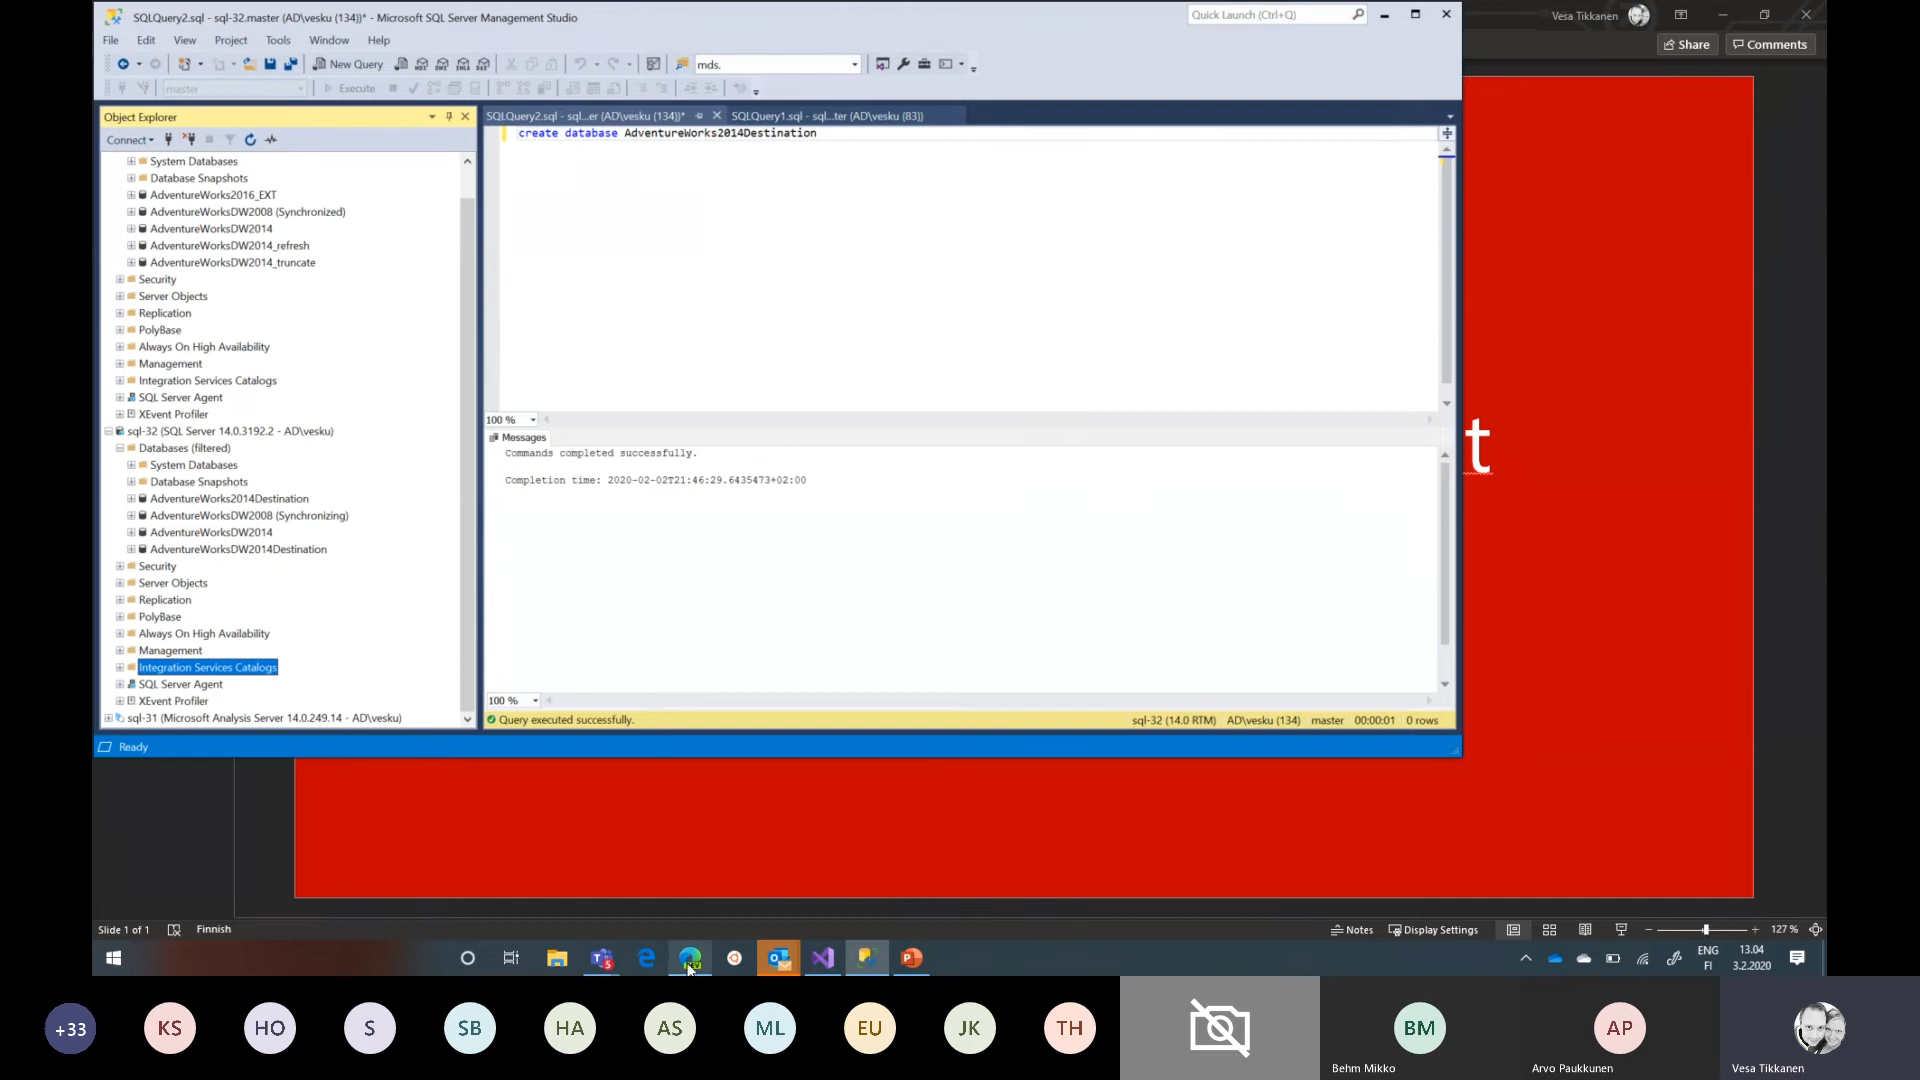 SQLQuery2.sql - sql-32.master (AD\vesku (134))* - Microsoft SQL Server Management Studio
Quick Launch (Ctrl+Q)
Vesa Tikkanen
File Edit View Project Tools Window Help
Share Comments
New Query MDX DMX XMLA DAX mds.
master Execute
Object Explorer
SQLQuery2.sql - sql...er (AD\vesku (134))* SQLQuery1.sql - sql...ter (AD\vesku (83))
Connect
create database AdventureWorks2014Destination
System Databases
Database Snapshots
AdventureWorks2016_EXT
AdventureWorksDW2008 (Synchronized)
AdventureWorksDW2014
AdventureWorksDW2014_refresh
AdventureWorksDW2014_truncate
Security
Server Objects
Replication
PolyBase
Always On High Availability
Management
Integration Services Catalogs
SQL Server Agent
XEvent Profiler
sql-32 (SQL Server 14.0.3192.2 - AD\vesku)
Databases (filtered)
System Databases
Database Snapshots
AdventureWorks2014Destination
AdventureWorksDW2008 (Synchronizing)
AdventureWorksDW2014
AdventureWorksDW2014Destination
Security
Server Objects
Replication
PolyBase
Always On High Availability
Management
Integration Services Catalogs
SQL Server Agent
XEvent Profiler
sql-31 (Microsoft Analysis Server 14.0.249.14 - AD\vesku)
100 %
Messages
Commands completed successfully.
Completion time: 2020-02-02T21:46:29.6435473+02:00
100 %
Query executed successfully. sql-32 (14.0 RTM) AD\vesku (134) master 00:00:01 0 rows
Ready
t
Slide 1 of 1 Finnish Notes Display Settings 127 %
ENG
FI
13.04
3.2.2020
+33 KS HO S SB HA AS ML EU JK TH BM AP
Behm Mikko Arvo Paukkunen Vesa Tikkanen